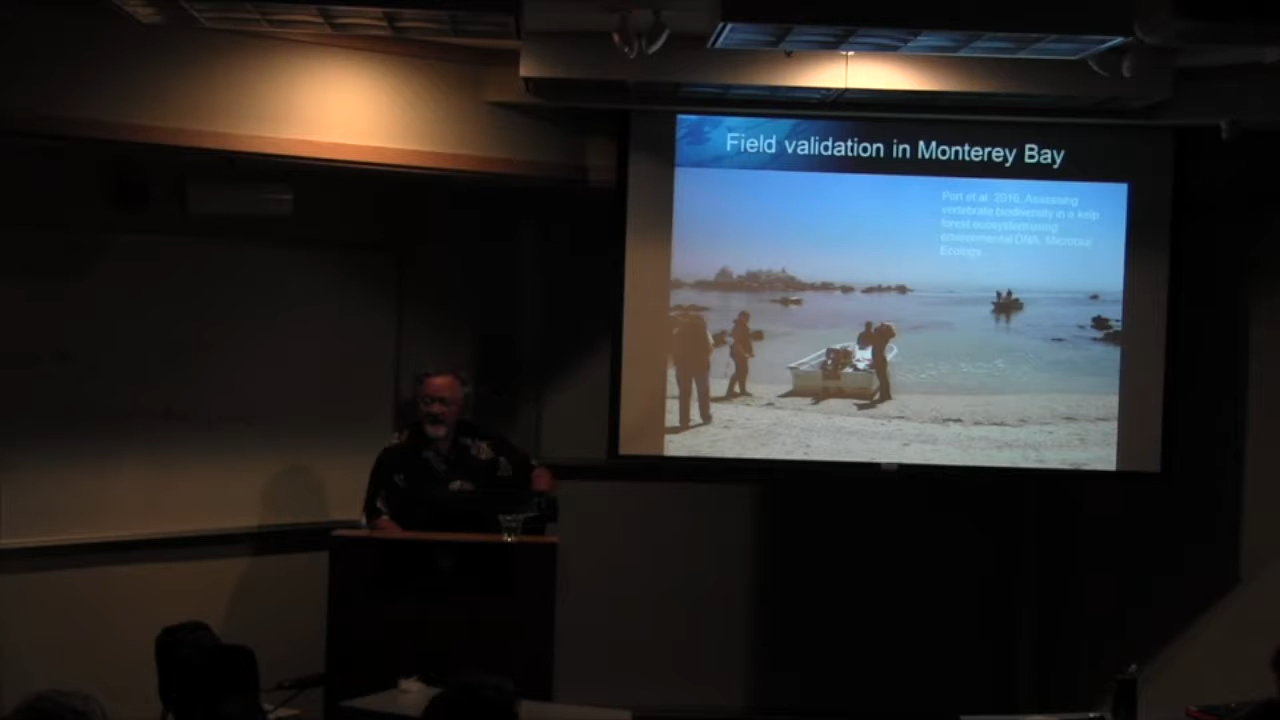 Field validation in Monterey Bay
Port et al. 2016, Assessing
vertebrate biodiversity in a kelp
forest ecosystem using
environmental DNA. Molecular
Ecology